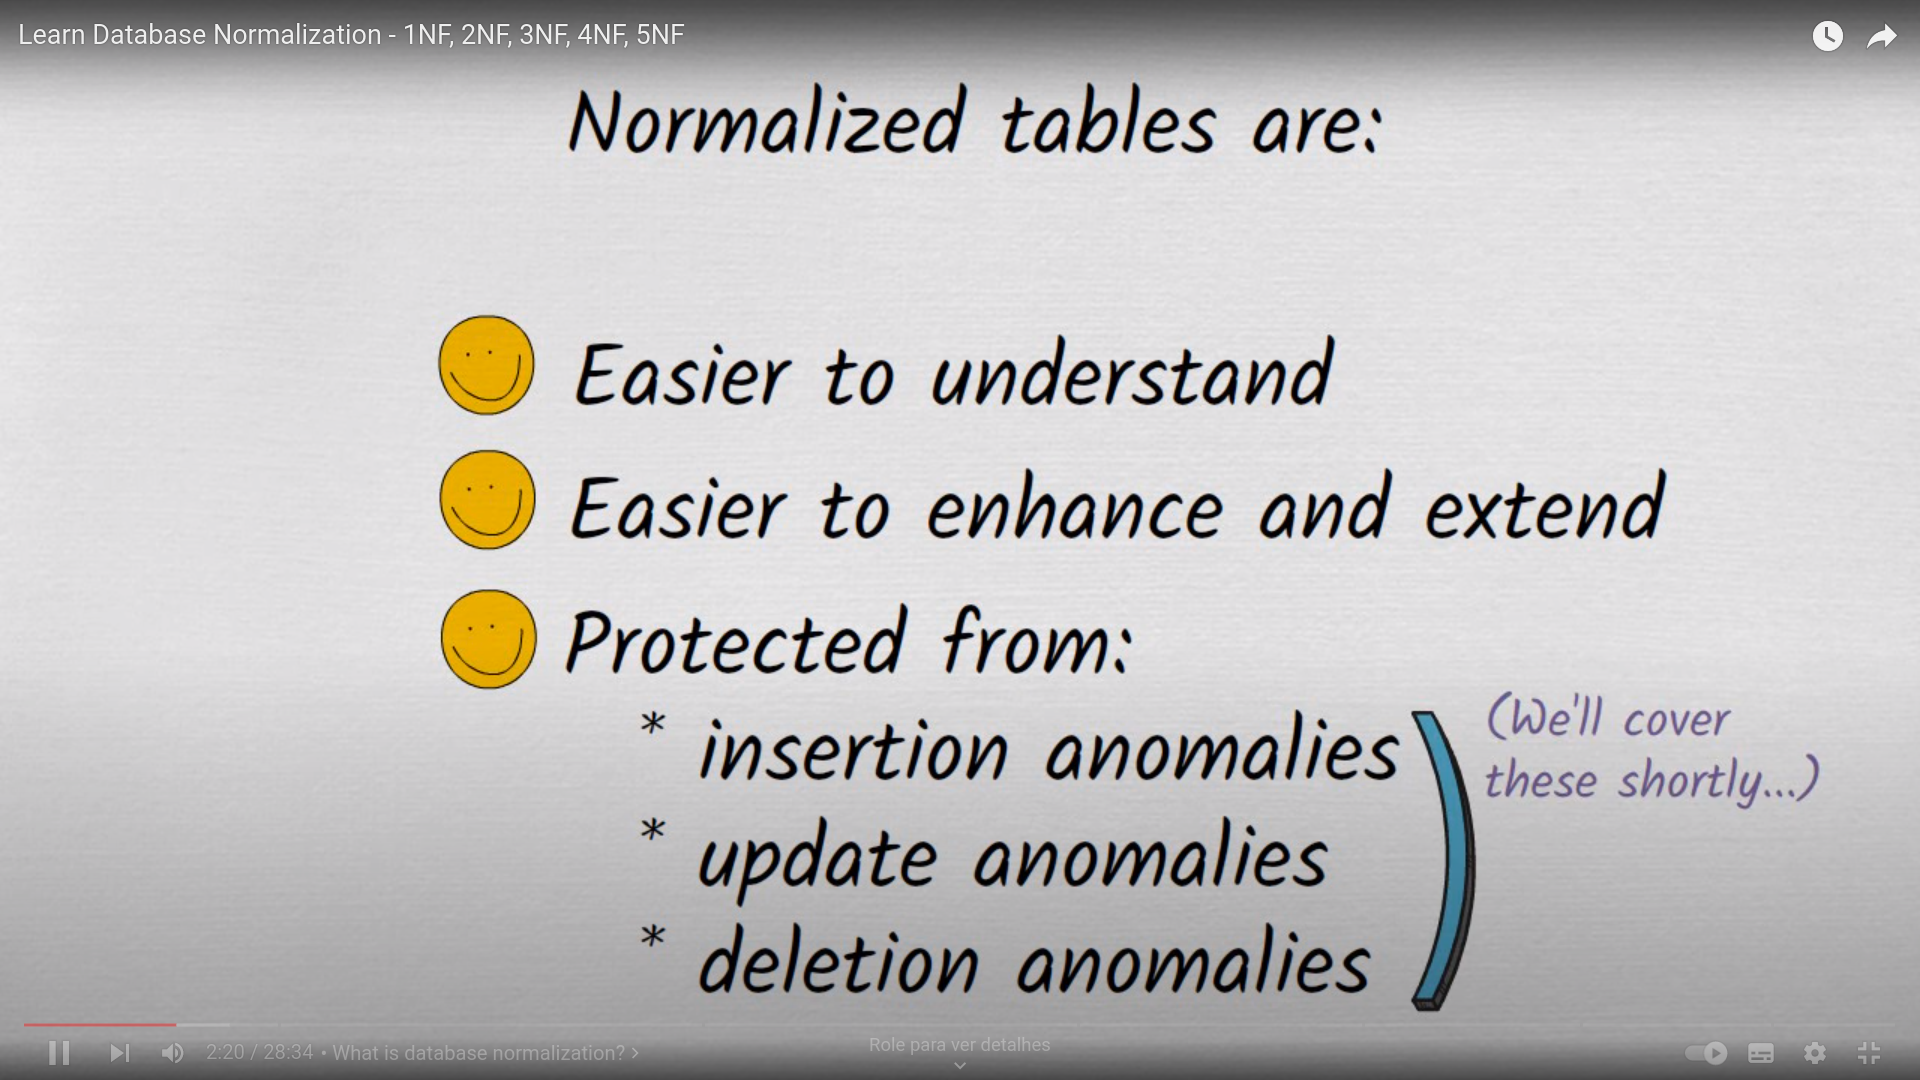 Learn Database Normalization - 1NF, 2NF, 3NF, 4NF, 5NF
Normalized tables are:
Easier to understand
Easier to enhance and extend
Protected from:
* insertion anomalies
* update anomalies
* deletion anomalies
(We'll cover
these shortly...)
2:20 / 28:34 • What is database normalization? >
Role para ver detalhes